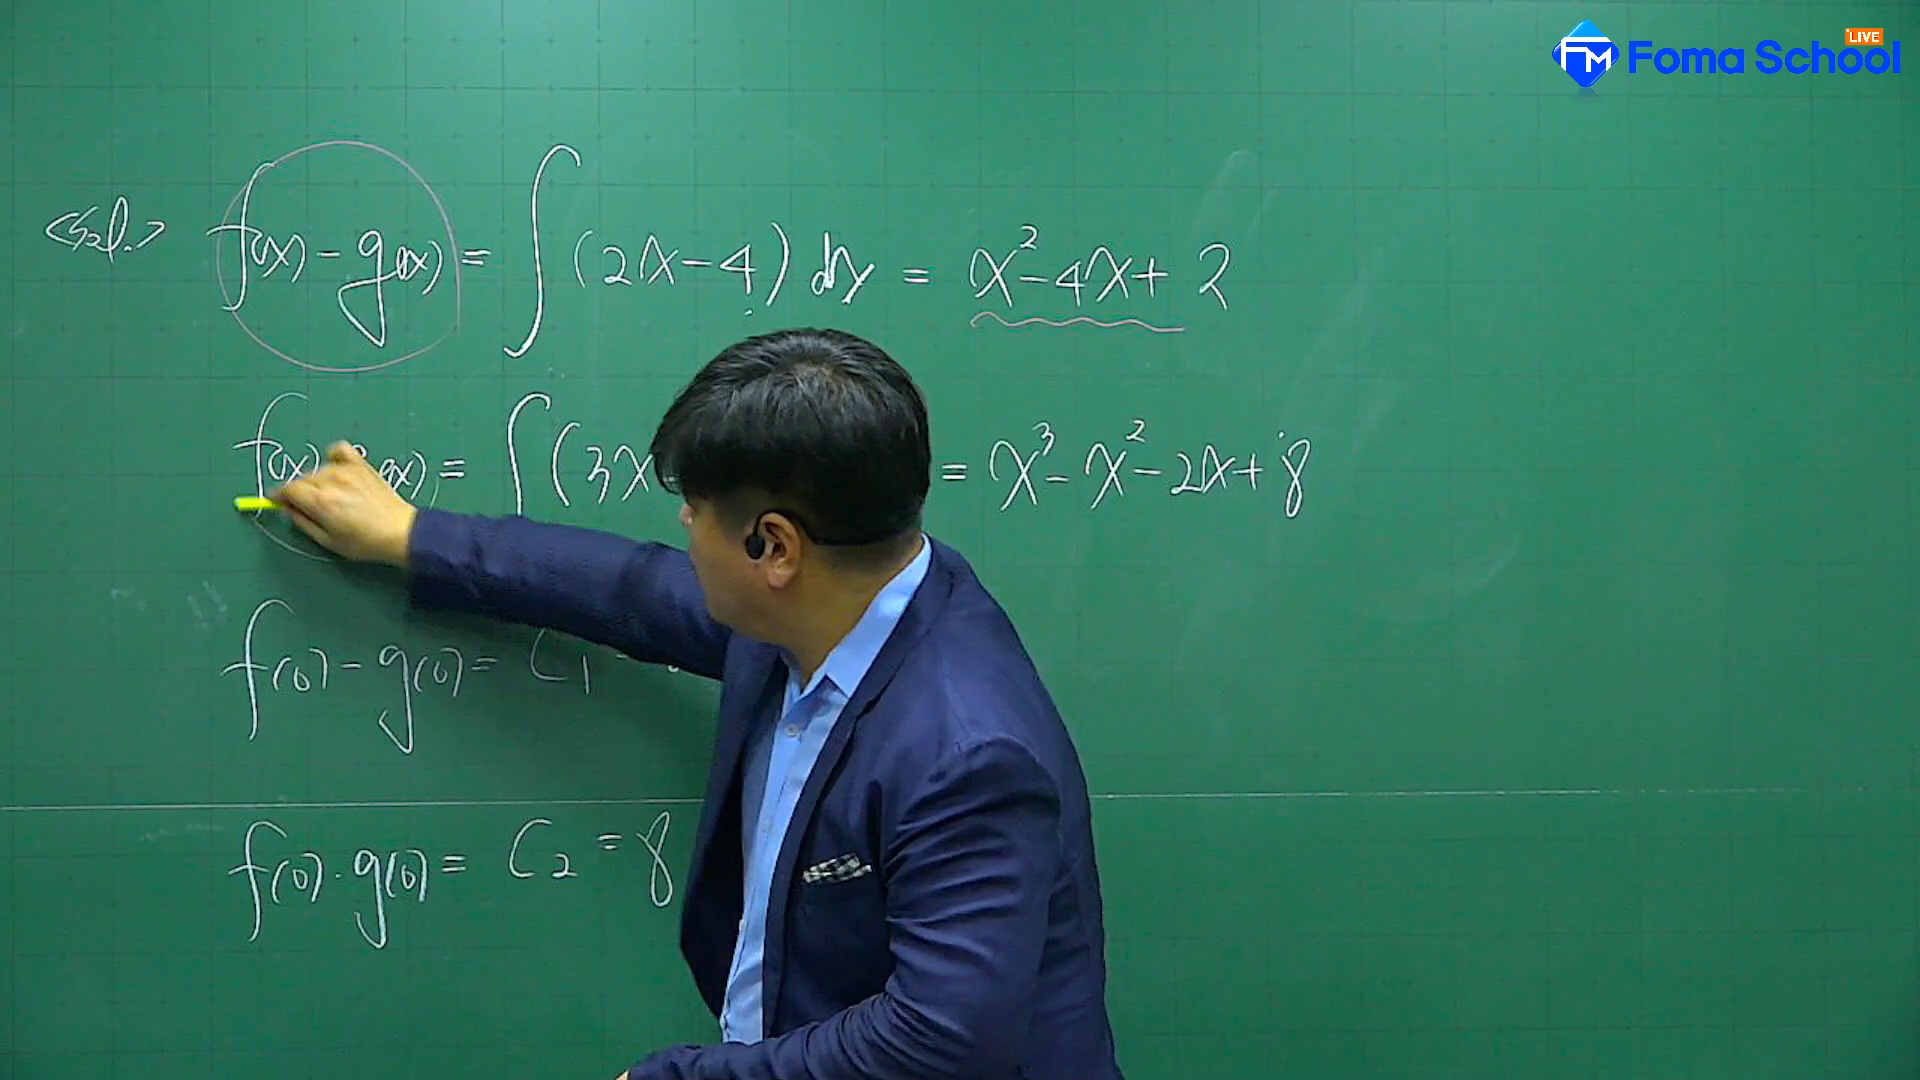 LIVE
Foma School
<sol.> f(x) - g(x) = ∫ (2x - 4) dx = x² - 4x + 2
f(x) g(x) = ∫ (3x = x³ - x² - 2x + 8
f(0) - g(0) = C₁ =
f(0) · g(0) = C₂ = 8